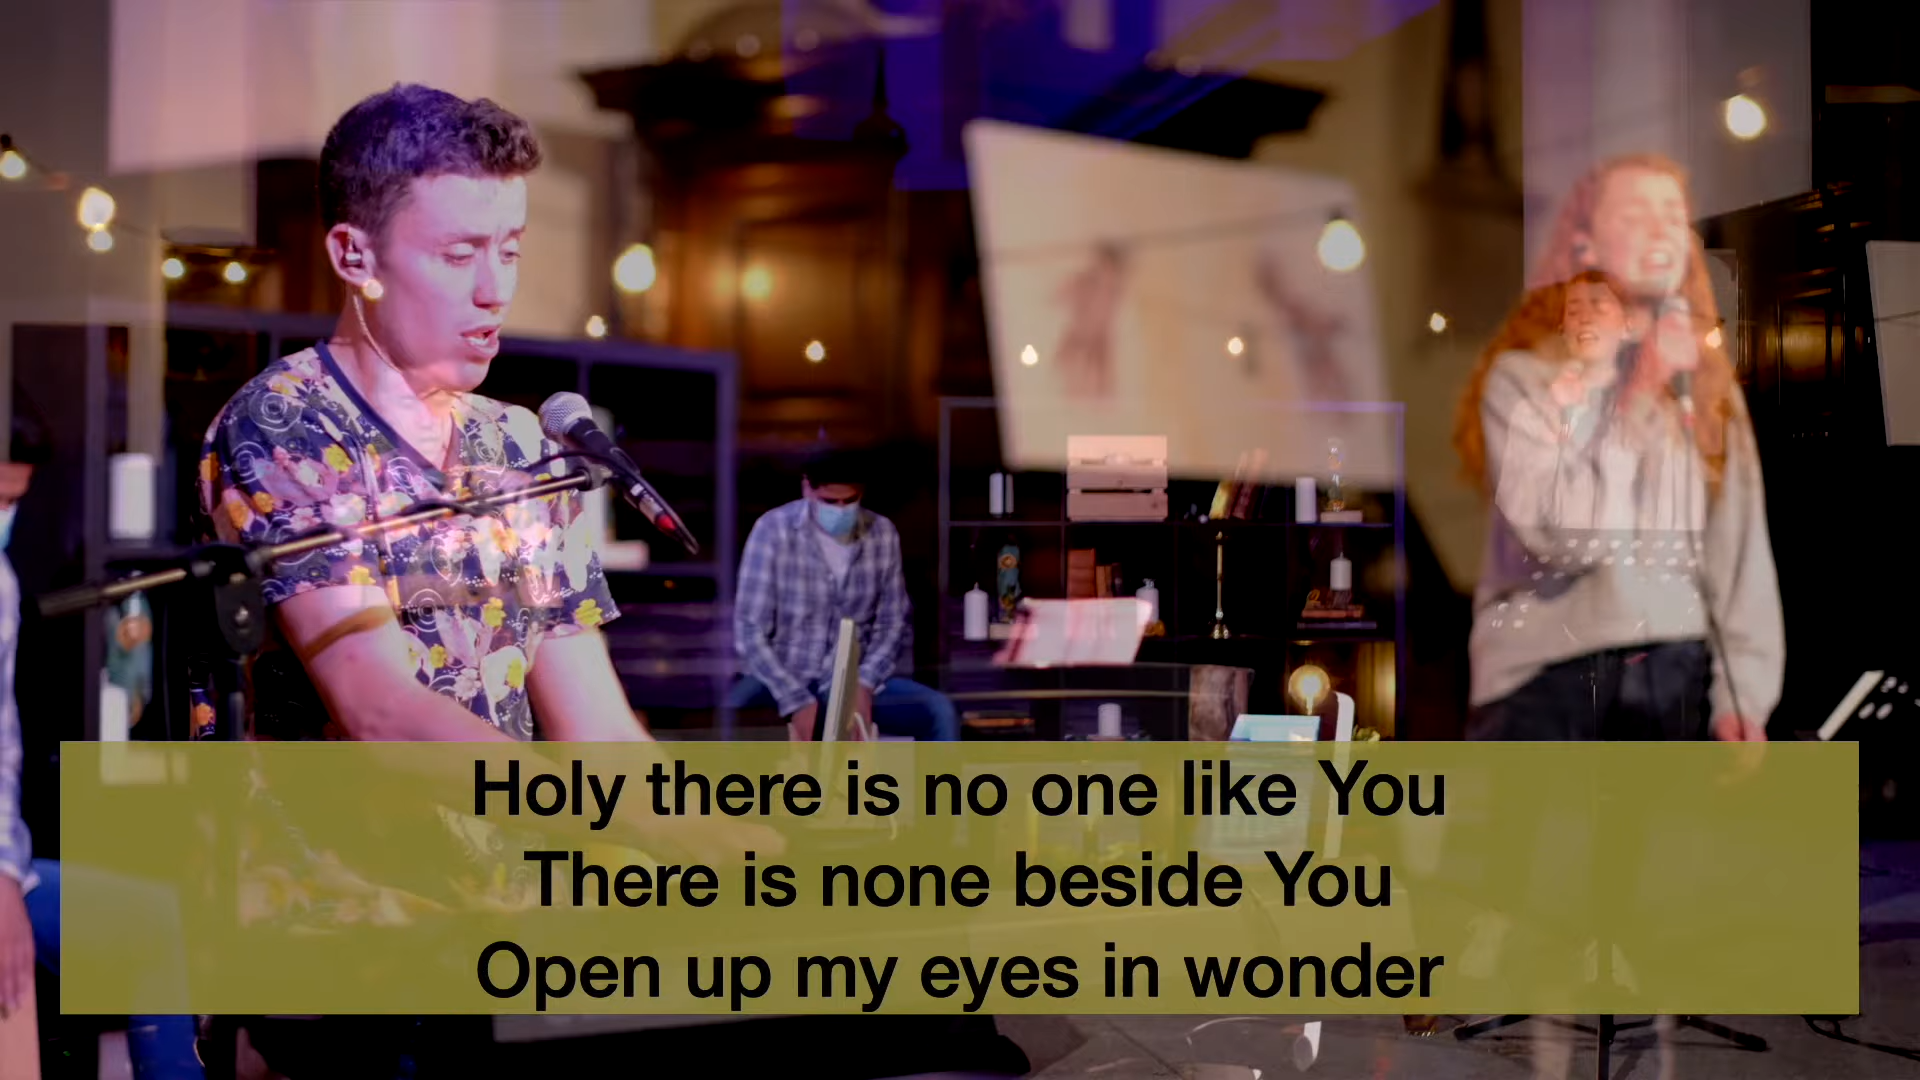 Holy there is no one like You
There is none beside You
Open up my eyes in wonder